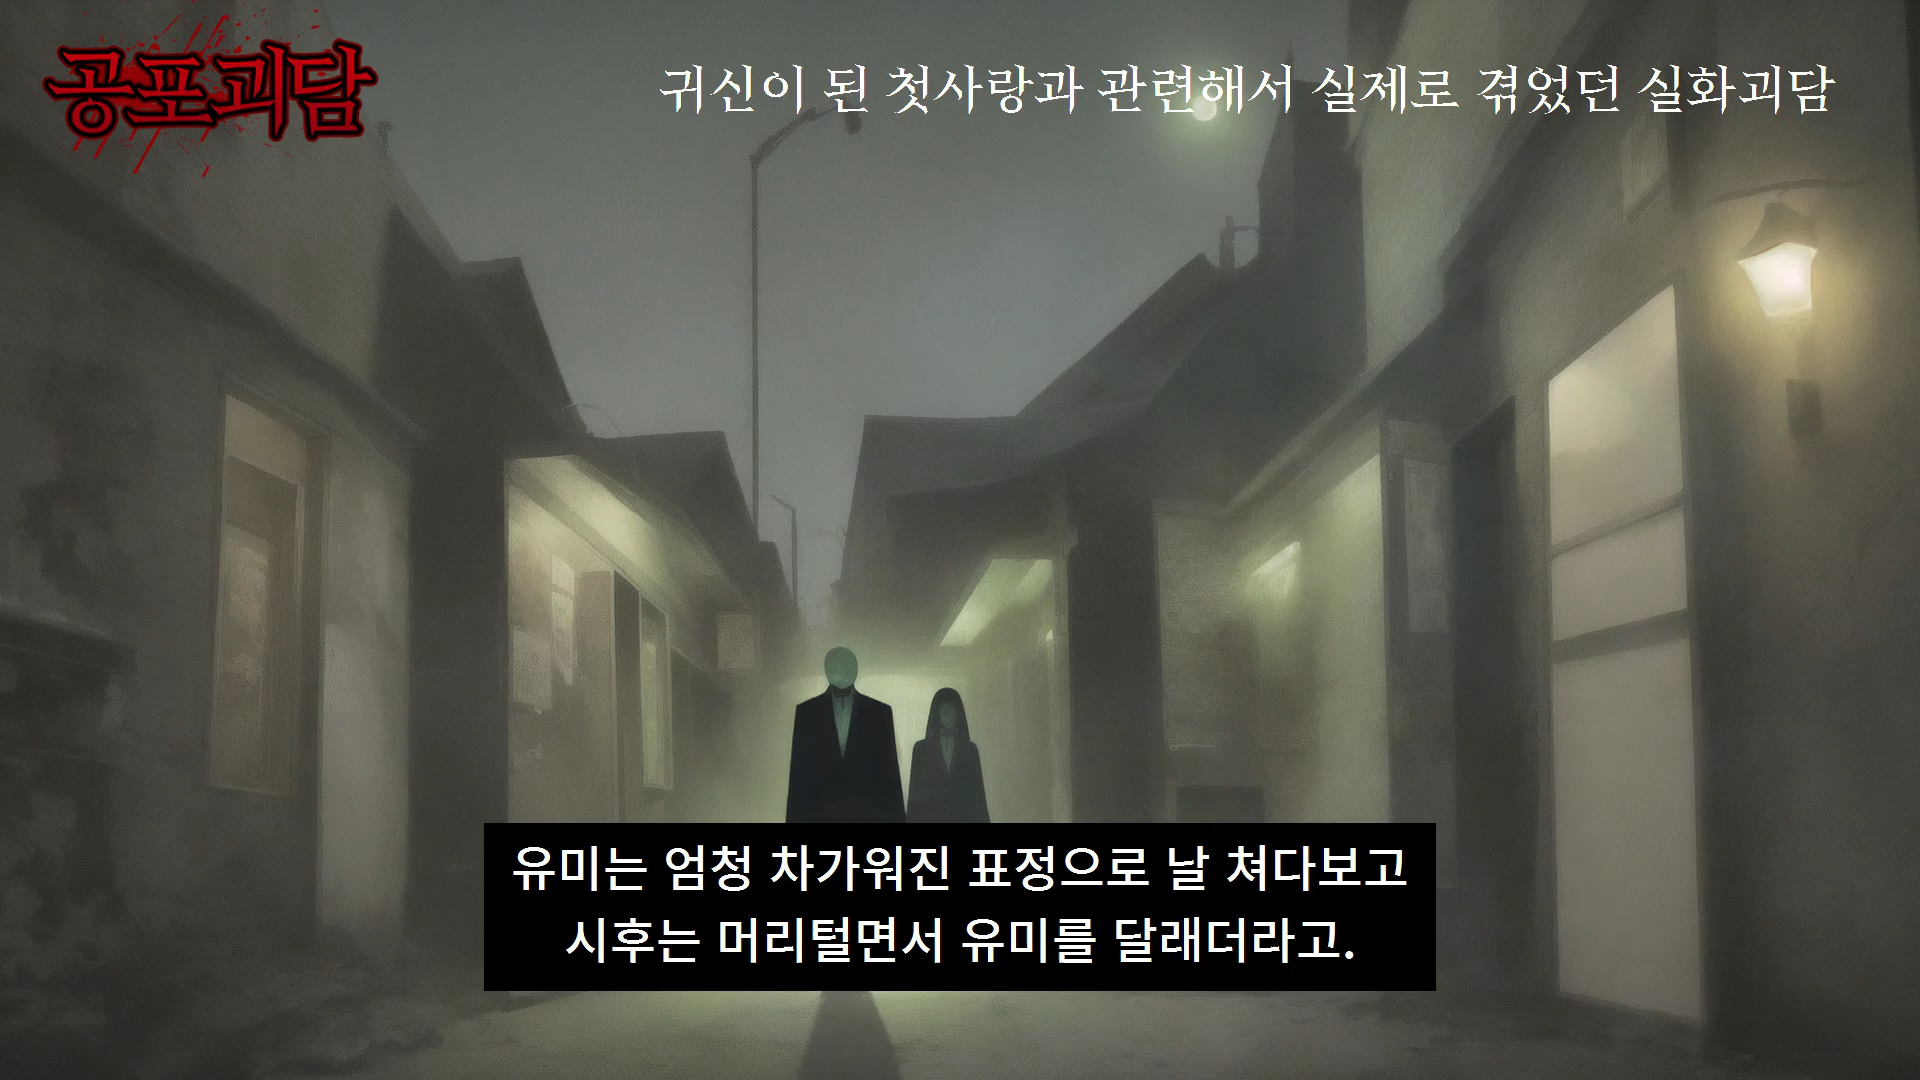 공포괴담
귀신이 된 첫사랑과 관련해서 실제로 겪었던 실화괴담
유미는 엄청 차가워진 표정으로 날 쳐다보고
시후는 머리털면서 유미를 달래더라고.